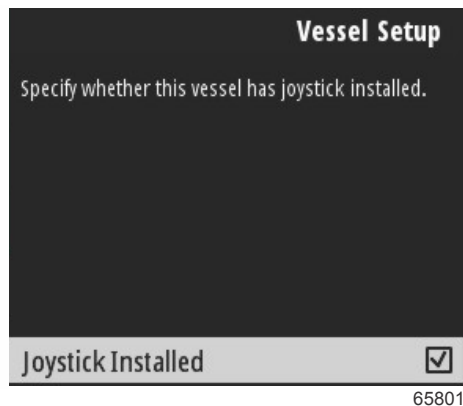 Vessel Setup
Specify whether this vessel has joystick installed.
Joystick Installed
65801